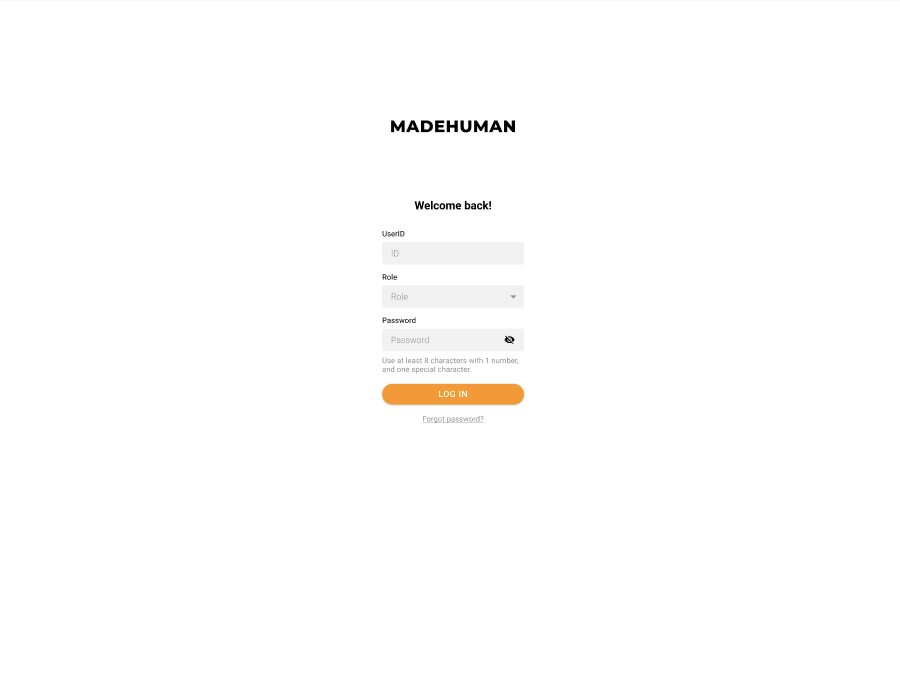 MADEHUMAN
Welcome back!
UserID
ID
Role
Role
Password
Password
Use at least 8 characters with 1 number,
and one special character.
LOG IN
Forgot password?